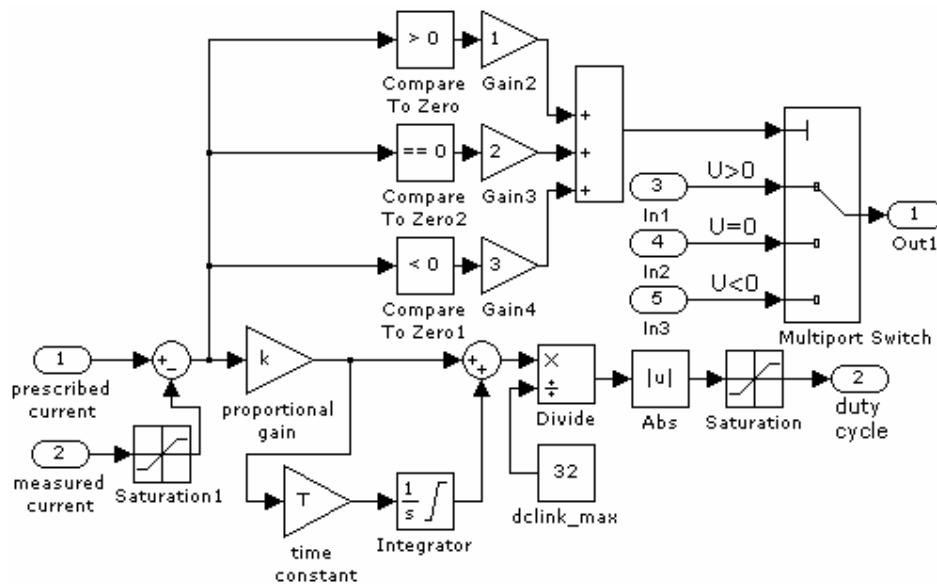 > 0
1
Compare
To Zero
Gain2
+
== 0
2
+
Compare
To Zero2
Gain3
+
3
U>0
In1
1
Out1
4
U=0
In2
< 0
3
Compare
To Zero1
Gain4
5
U<0
In3
Multiport Switch
1
prescribed
current
+
−
k
proportional
gain
+
+
×
÷
Divide
|u|
Abs
Saturation
2
duty
cycle
2
measured
current
Saturation1
T
time
constant
1
s
Integrator
32
dclink_max